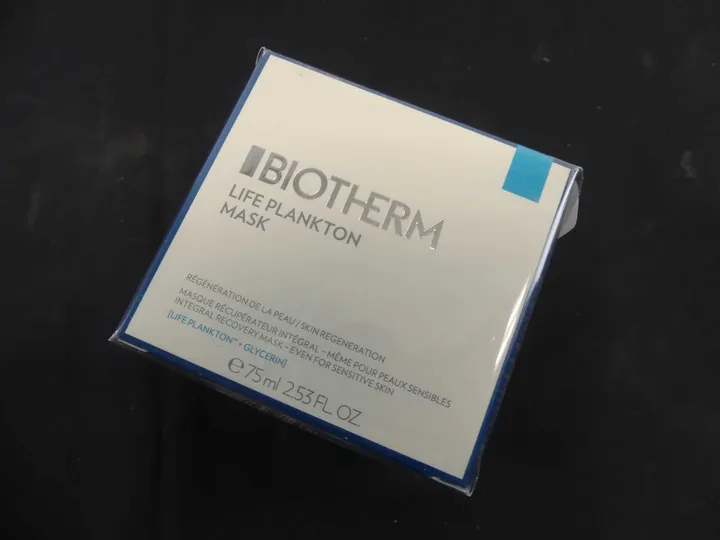 BIOTHERM
LIFE PLANKTON
MASK
RÉGÉNÉRATION DE LA PEAU / SKIN REGENERATION
MASQUE RÉCUPÉRATEUR INTÉGRAL - MÊME POUR PEAUX SENSIBLES
INTEGRAL RECOVERY MASK - EVEN FOR SENSITIVE SKIN
[LIFE PLANKTON™ + GLYCERIN]
℮ 75 ml 2.53 FL. OZ.